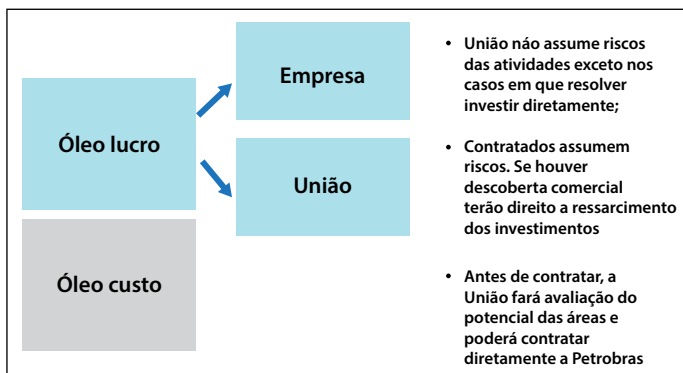 Óleo lucro
Óleo custo
Empresa
União
• União náo assume riscos
das atividades exceto nos
casos em que resolver
investir diretamente;
• Contratados assumem
riscos. Se houver
descoberta comercial
terão direito a ressarcimento
dos investimentos
• Antes de contratar, a
União fará avaliação do
potencial das áreas e
poderá contratar
diretamente a Petrobras